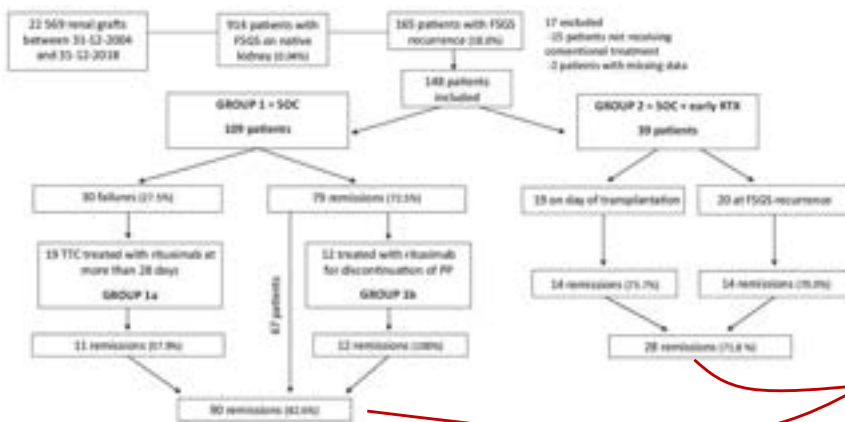 22 569 renal grafts
between 31-12-2004
and 31-12-2018
914 patients with
FSGS on native
kidney
165 patients with FSGS
recurrence
17 excluded
-15 patients not receiving
conventional treatment
-2 patients with missing data
148 patients
included
GROUP 1 = SOC
109 patients
GROUP 2 = SOC + early RTX
39 patients
30 failures (27.5%)
79 remissions (72.5%)
19 on day of transplantation
20 at FSGS recurrence
19 TTC treated with rituximab at
more than 28 days
GROUP 1a
67 patients
12 treated with rituximab
for discontinuation of PP
GROUP 1b
14 remissions (73.7%)
14 remissions (70.0%)
11 remissions (57.9%)
12 remissions (100%)
28 remissions (71.8 %)
90 remissions (82.6%)